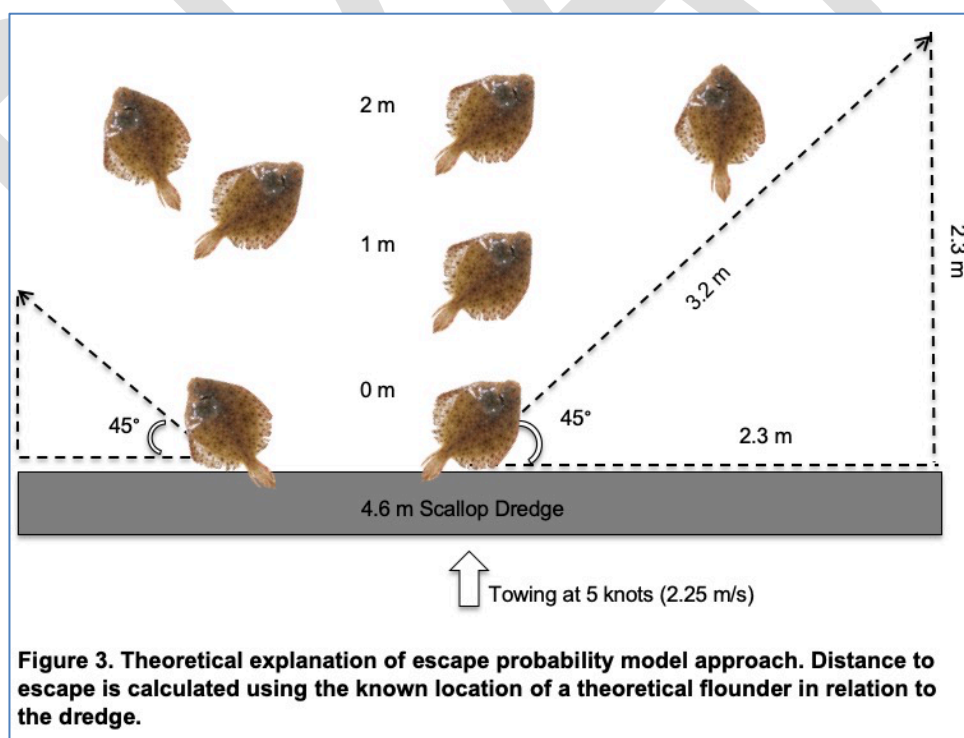 2 m
1 m
0 m
45°
45°
3.2 m
2.3 m
2.3 m
4.6 m Scallop Dredge
Towing at 5 knots (2.25 m/s)
Figure 3. Theoretical explanation of escape probability model approach. Distance to
escape is calculated using the known location of a theoretical flounder in relation to
the dredge.